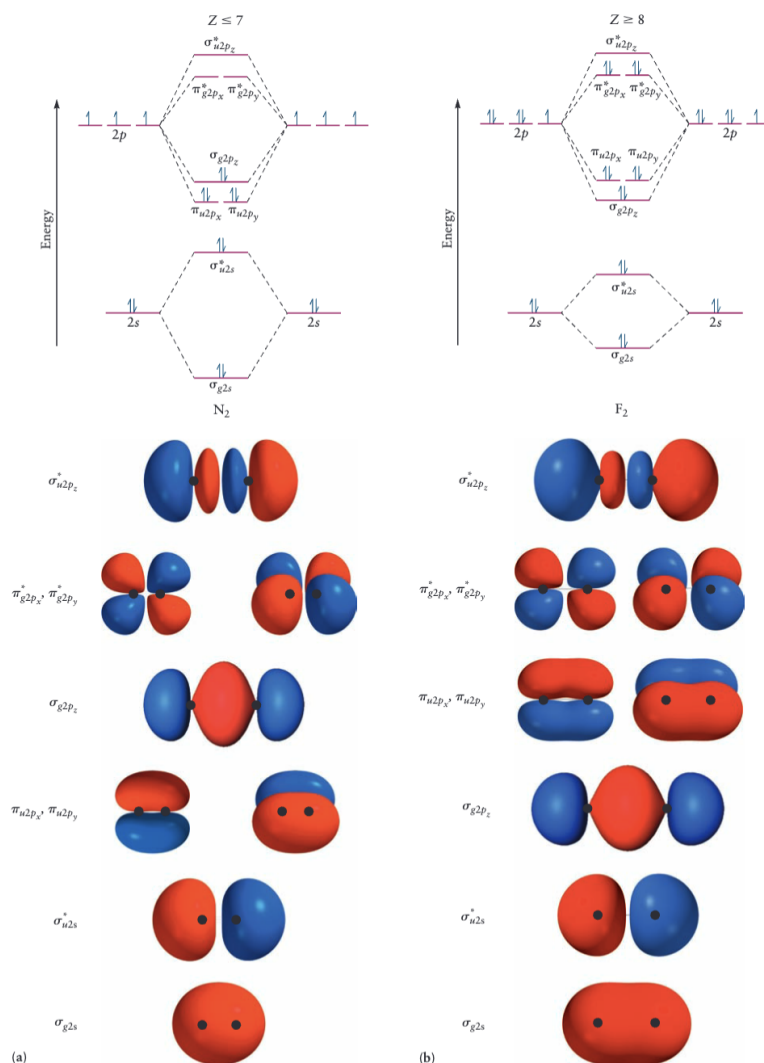 Z ≤ 7
σ*u2pz
π*g2px π*g2py
2p
σg2pz
πu2px πu2py
Energy
σ*u2s
2s 2s
σg2s
N2
σ*u2pz
π*g2px, π*g2py
σg2pz
πu2px, πu2py
σ*u2s
σg2s
(a)
Z ≥ 8
σ*u2pz
π*g2px π*g2py
2p 2p
πu2px πu2py
σg2pz
Energy
σ*u2s
2s 2s
σg2s
F2
σ*u2pz
π*g2px, π*g2py
πu2px, πu2py
σg2pz
σ*u2s
σg2s
(b)